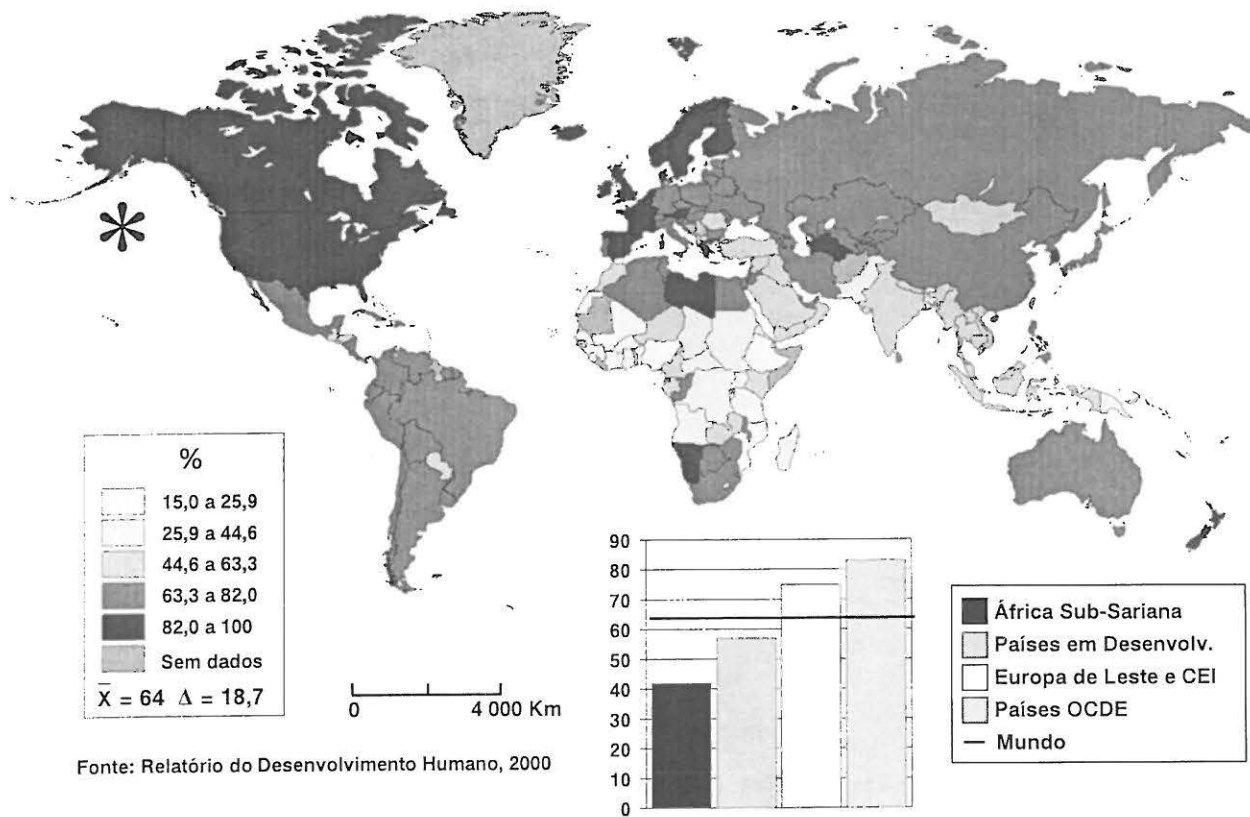 %
15,0 a 25,9
25,9 a 44,6
44,6 a 63,3
63,3 a 82,0
82,0 a 100
Sem dados
X̅ = 64 Δ = 18,7
0 4 000 Km
Fonte: Relatório do Desenvolvimento Humano, 2000
90
80
70
60
50
40
30
20
10
0
África Sub-Sariana
Países em Desenvolv.
Europa de Leste e CEI
Países OCDE
Mundo